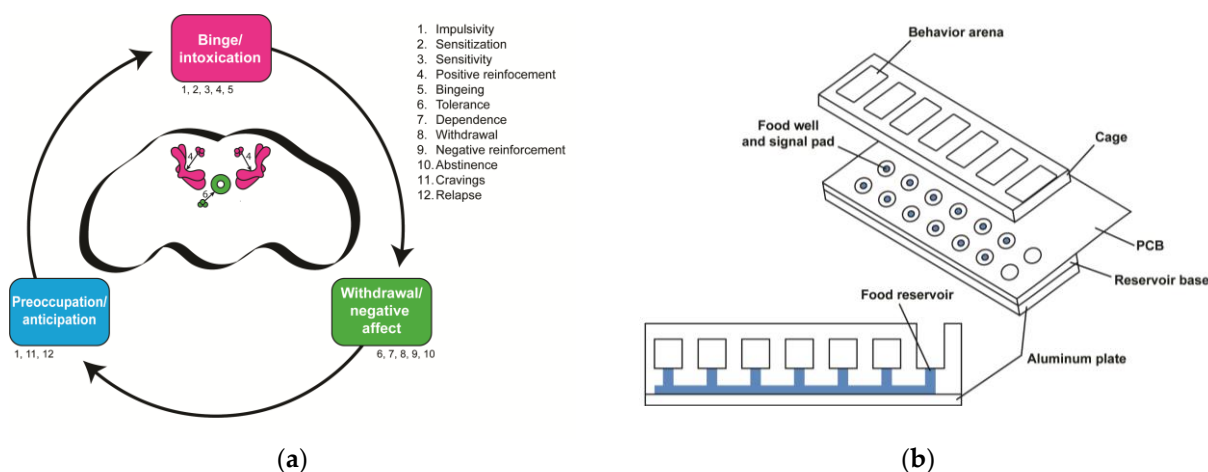 Binge/
intoxication
1, 2, 3, 4, 5
4
4
6
Preoccupation/
anticipation
1, 11, 12
Withdrawal/
negative
affect
6, 7, 8, 9, 10
1. Impulsivity
2. Sensitization
3. Sensitivity
4. Positive reinfocement
5. Bingeing
6. Tolerance
7. Dependence
8. Withdrawal
9. Negative reinforcement
10. Abstinence
11. Cravings
12. Relapse
(a)
Behavior arena
Food well
and signal pad
Cage
PCB
Reservoir base
Food reservoir
Aluminum plate
(b)